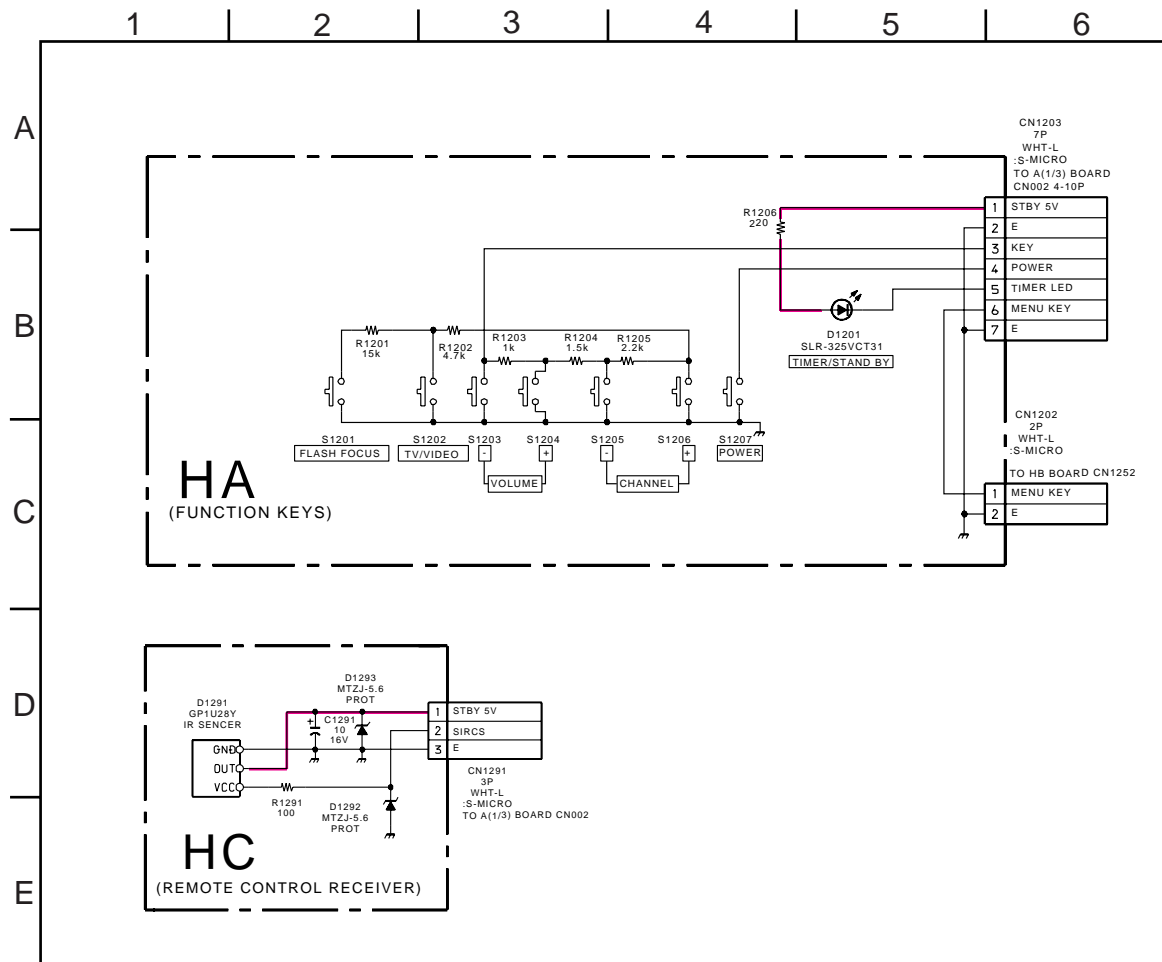 1 2 3 4 5 6
A
CN1203
7P
WHT-L
:S-MICRO
TO A(1/3) BOARD
CN002 4-10P
1 STBY 5V
2 E
3 KEY
4 POWER
5 TIMER LED
6 MENU KEY
7 E
R1206
220
B
D1201
SLR-325VCT31
TIMER/STAND BY
R1201
15k
R1202
4.7k
R1203
1k
R1204
1.5k
R1205
2.2k
S1201
FLASH FOCUS
S1202
TV/VIDEO
S1203
-
S1204
+
VOLUME
S1205
-
S1206
+
CHANNEL
S1207
POWER
CN1202
2P
WHT-L
:S-MICRO
TO HB BOARD CN1252
1 MENU KEY
2 E
C
HA
(FUNCTION KEYS)
D
D1291
GP1U28Y
IR SENCER
GND
OUT
VCC
D1293
MTZJ-5.6
PROT
+
C1291
10
16V
1 STBY 5V
2 SIRCS
3 E
CN1291
3P
WHT-L
:S-MICRO
TO A(1/3) BOARD CN002
R1291
100
D1292
MTZJ-5.6
PROT
E
HC
(REMOTE CONTROL RECEIVER)